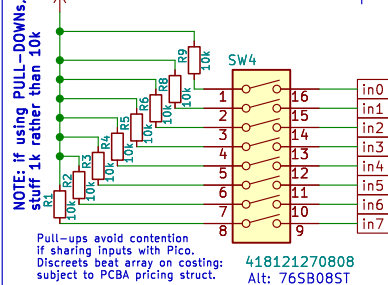 NOTE: if using PULL-DOWNs,
stuff 1k rather than 10k
R1
10k
R2
10k
R3
10k
R4
10k
R5
10k
R6
10k
R8
10k
R9
10k
SW4
1
2
3
4
5
6
7
8
16
15
14
13
12
11
10
9
in0
in1
in2
in3
in4
in5
in6
in7
Pull-ups avoid contention
if sharing inputs with Pico.
Discreets beat array on costing:
subject to PCBA pricing struct.
418121270808
Alt: 76SB08ST